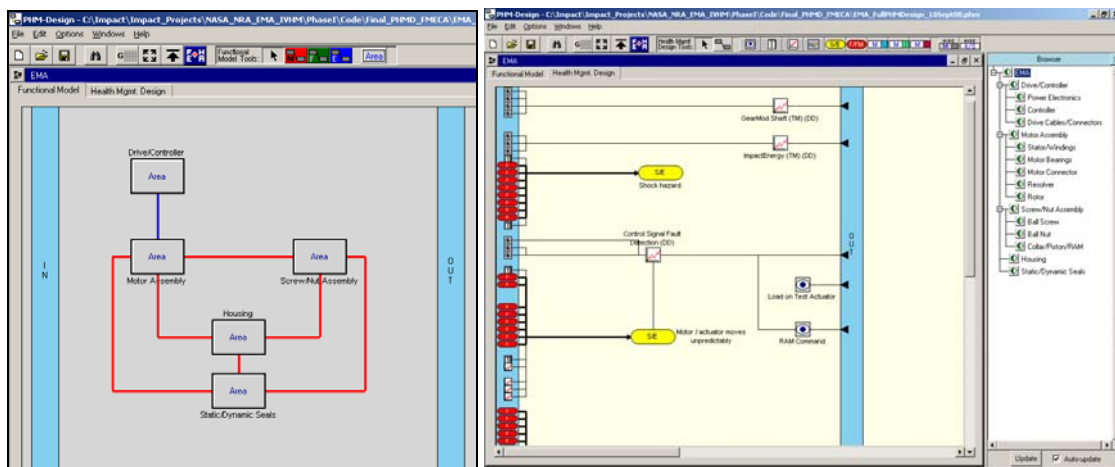 PHM-Design - C:\Impact\Impact_Projects\NASA_NRA_EMA_IVHM\PhaseI\Code\Final_PHMD_FMECA\EMA_
File Edit Options Windows Help
Functional
Model Tools:
Area
EMA
Functional Model
Health Mgmt. Design
IN
OUT
Drive/Controller
Area
Area
Motor Assembly
Area
Screw/Nut Assembly
Housing
Area
Area
Static/Dynamic Seals
PHM-Design - C:\Impact\Impact_Projects\NASA_NRA_EMA_IVHM\PhaseI\Code\Final_PHMD_FMECA\EMA_FullPHMDesign_18Sept08.phm
File Edit Options Windows Help
Health Mgmt
Design Tools:
EMA
Functional Model
Health Mgmt. Design
GearMod Shaft (TM) (DD)
ImpactEnergy (TM) (DD)
S/E
Shock hazard
Control Signal Fault
Detection (DD)
Load on Test Actuator
RAM Command
S/E
Motor / actuator moves
unpredictably
OUT
Browser
EMA
Drive/Controller
Power Electronics
Controller
Drive Cables/Connectors
Motor Assembly
Stator/Windings
Motor Bearings
Motor Connector
Resolver
Rotor
Screw/Nut Assembly
Ball Screw
Ball Nut
Collar/Piston/RAM
Housing
Static/Dynamic Seals
Update
Auto-update